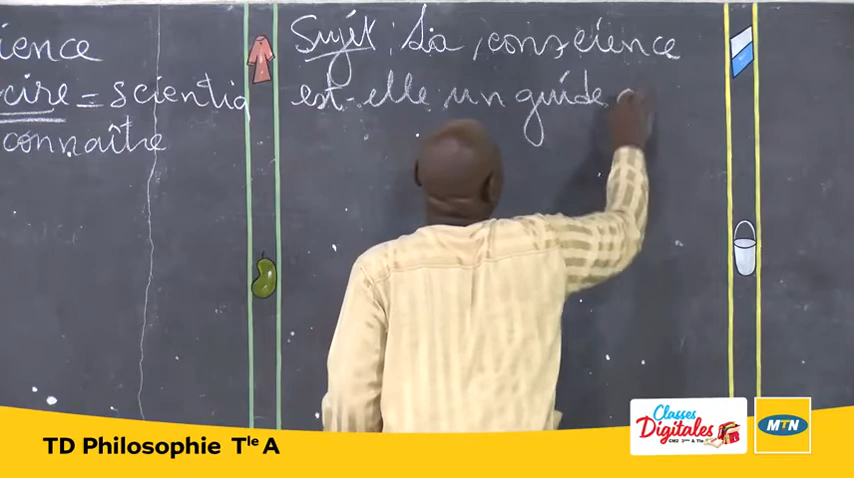 ience
cire = scientia
connaître
Sujet : La conscience
est-elle un guide
TD Philosophie Tle A
Classes
Digitales
MTN